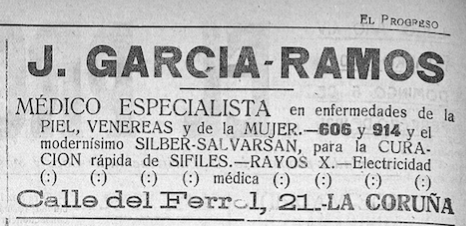 EL PROGRESO
J. GARCIA-RAMOS
MÉDICO ESPECIALISTA en enfermedades de la
PIEL, VENEREAS y de la MUJER.—606 y 914 y el
modernísimo SILBER-SALVARSAN, para la CURA-
CION rápida de SIFILES.—RAYOS X.—Electricidad
(:) (:) (:) (:) médica (:) (:) (:) (:)
Calle del Ferrol, 21.-LA CORUÑA